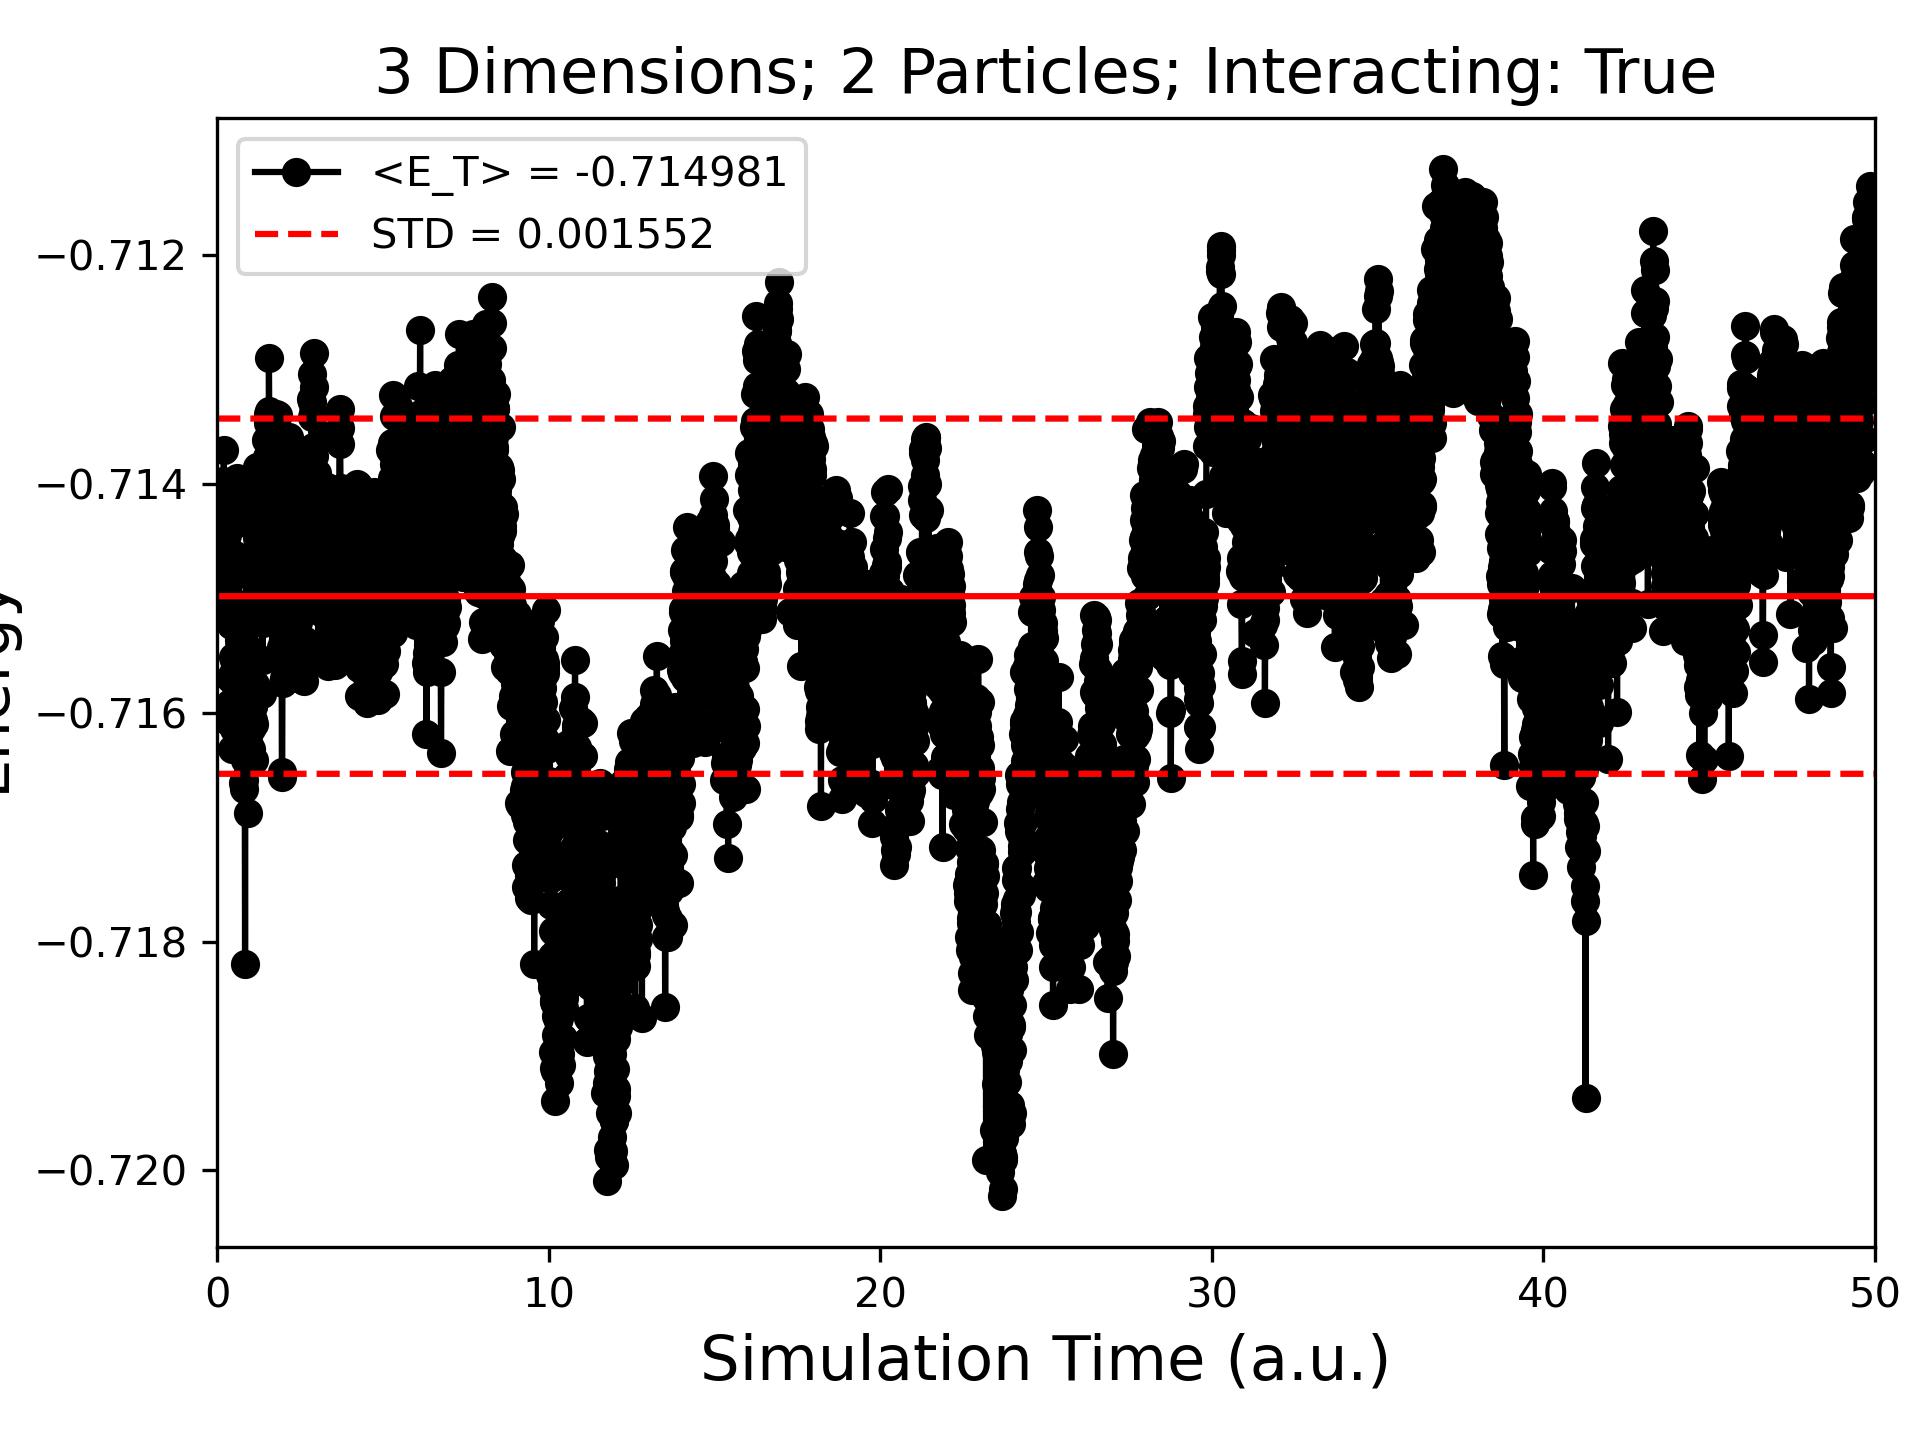 3 Dimensions; 2 Particles; Interacting: True
<E_T> = -0.714981
STD = 0.001552
−0.712
−0.714
−0.716
−0.718
−0.720
Energy
0 10 20 30 40 50
Simulation Time (a.u.)